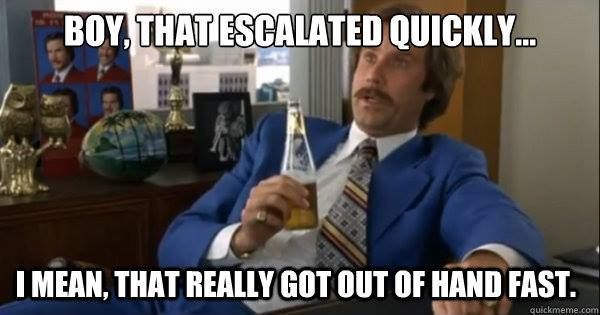 BOY, THAT ESCALATED QUICKLY...
I MEAN, THAT REALLY GOT OUT OF HAND FAST.
quickmeme.com